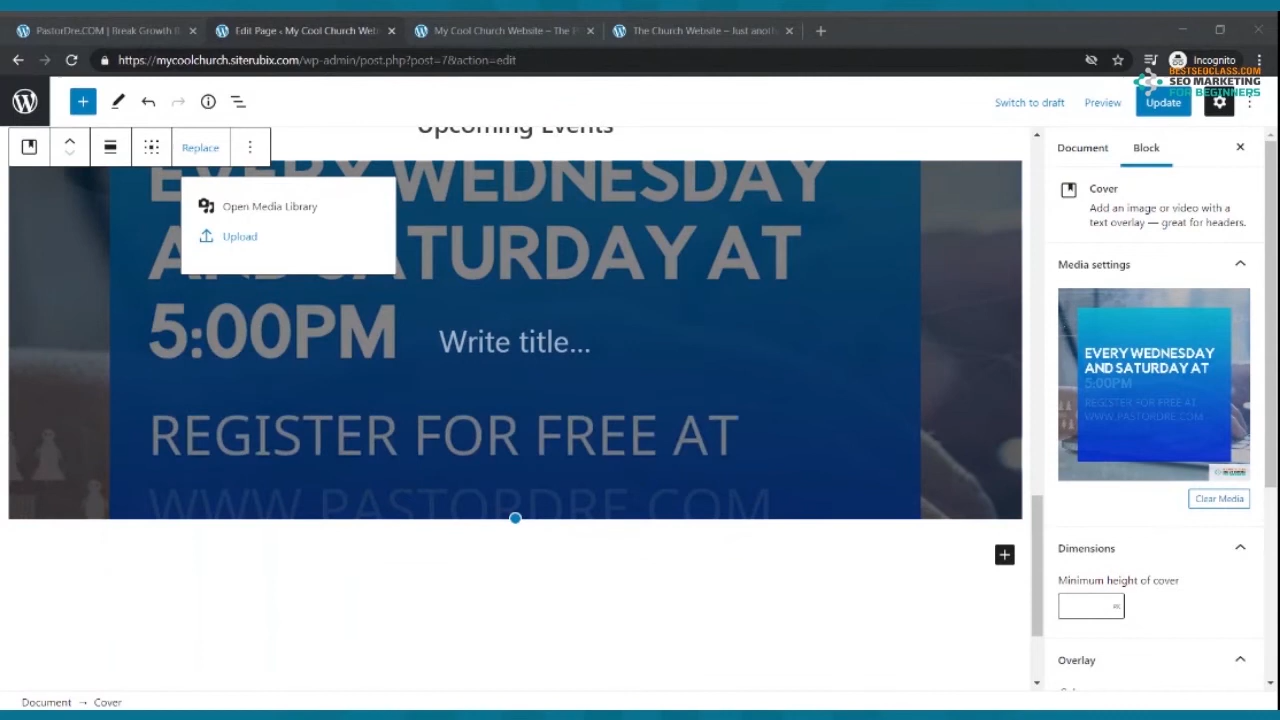 PastorDre.COM | Break Growth B
Edit Page ‹ My Cool Church Web
My Cool Church Website – The P
The Church Website – Just anoth
https://mycoolchurch.siterubix.com/wp-admin/post.php?post=7&action=edit
Incognito
BESTSEOCLASS.COM
SEO MARKETING
FOR BEGINNERS
Switch to draft
Preview
Update
Upcoming Events
Replace
Open Media Library
Upload
EVERY WEDNESDAY
AND SATURDAY AT
5:00PM
Write title...
REGISTER FOR FREE AT
WWW.PASTORDRE.COM
Document
Block
Cover
Add an image or video with a
text overlay — great for headers.
Media settings
EVERY WEDNESDAY
AND SATURDAY AT
5:00PM
REGISTER FOR FREE AT
WWW.PASTORDRE.COM
Clear Media
Dimensions
Minimum height of cover
Overlay
Document → Cover